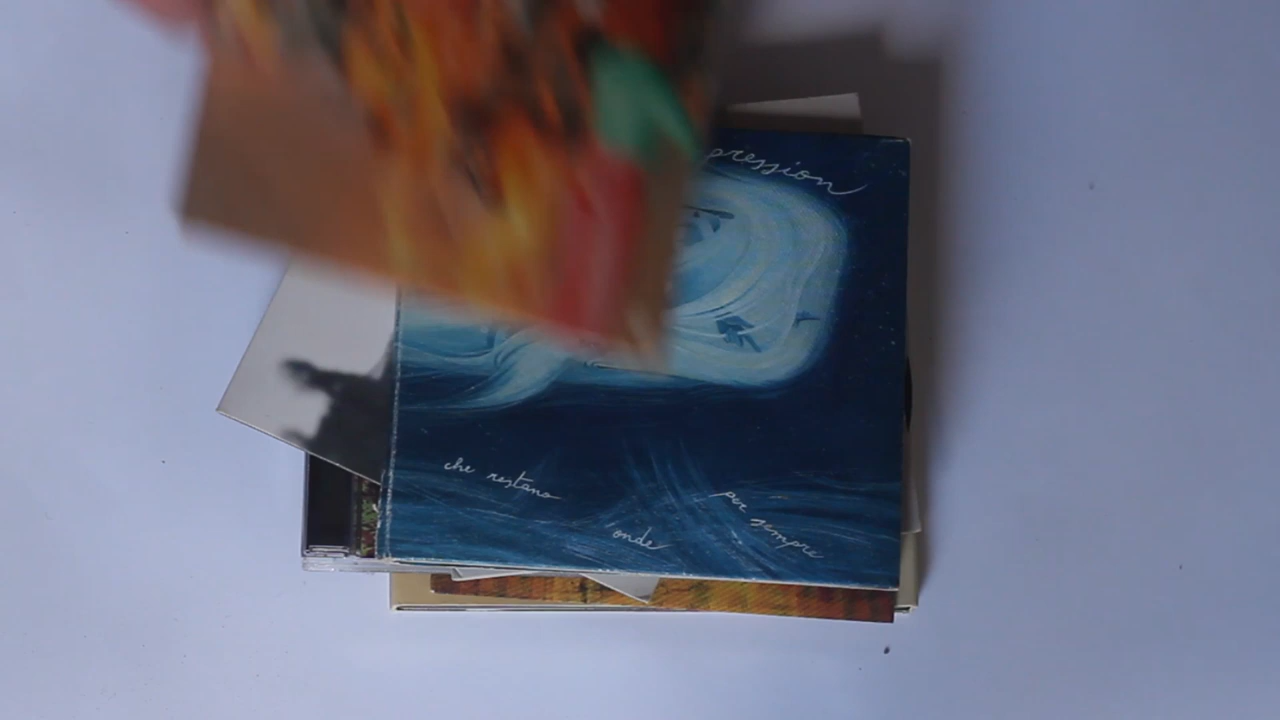 pression
che restano
onde
per sempre